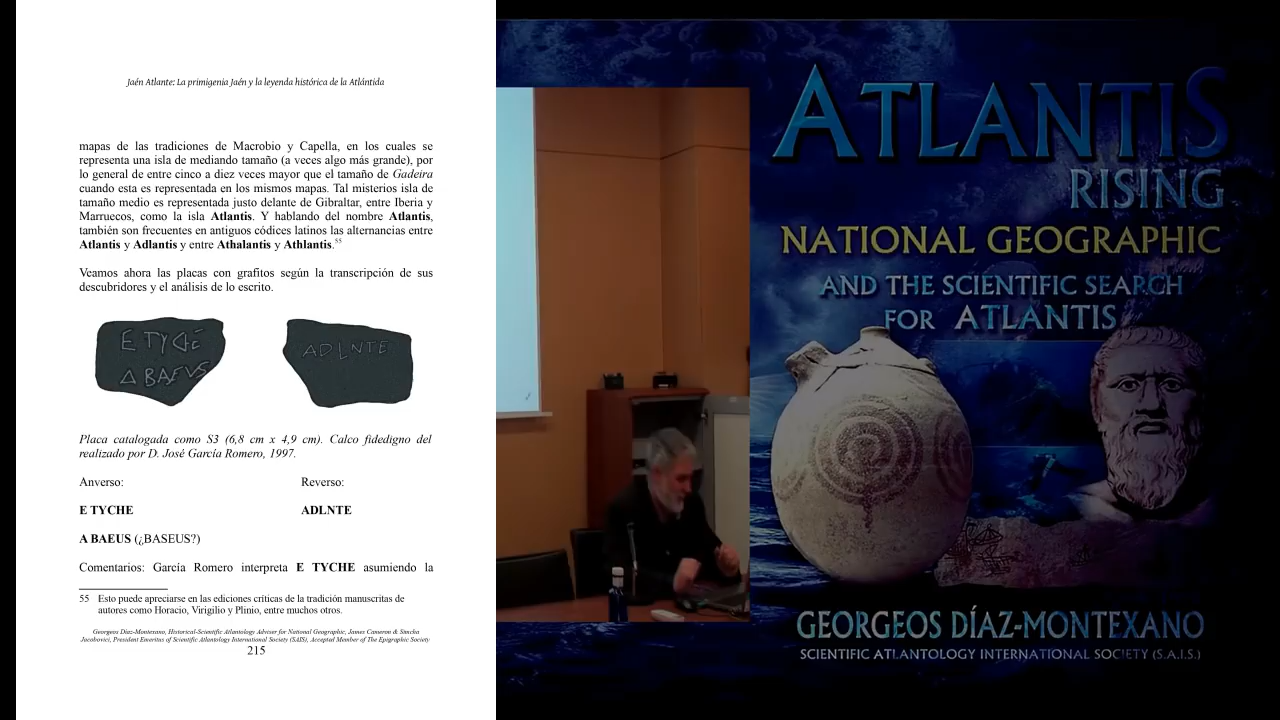 Jaén Atlante: La primigenia Jaén y la leyenda histórica de la Atlántida
mapas de las tradiciones de Macrobio y Capella, en los cuales se
representa una isla de mediando tamaño (a veces algo más grande), por
lo general de entre cinco a diez veces mayor que el tamaño de Gadeira
cuando esta es representada en los mismos mapas. Tal misterios isla de
tamaño medio es representada justo delante de Gibraltar, entre Iberia y
Marruecos, como la isla Atlantis. Y hablando del nombre Atlantis,
también son frecuentes en antiguos códices latinos las alternancias entre
Atlantis y Adlantis y entre Athalantis y Athlantis.55
Veamos ahora las placas con grafitos según la transcripción de sus
descubridores y el análisis de lo escrito.
E TYCHE
A BAEUS
ADLNTE
Placa catalogada como S3 (6,8 cm x 4,9 cm). Calco fidedigno del
realizado por D. José García Romero, 1997.
Anverso:
Reverso:
E TYCHE
ADLNTE
A BAEUS (¿BASEUS?)
Comentarios: García Romero interpreta E TYCHE asumiendo la
55 Esto puede apreciarse en las ediciones críticas de la tradición manuscritas de
autores como Horacio, Virigilio y Plinio, entre muchos otros.
Georgeos Díaz-Montexano, Historical-Scientific Atlantology Adviser for National Geographic, James Cameron & Simcha
Jacobovici, President Emeritus of Scientific Atlantology International Society (SAIS), Accepted Member of The Epigraphic Society
215
ATLANTIS
RISING
NATIONAL GEOGRAPHIC
AND THE SCIENTIFIC SEARCH
FOR ATLANTIS
GEORGEOS DÍAZ-MONTEXANO
SCIENTIFIC ATLANTOLOGY INTERNATIONAL SOCIETY (S.A.I.S.)